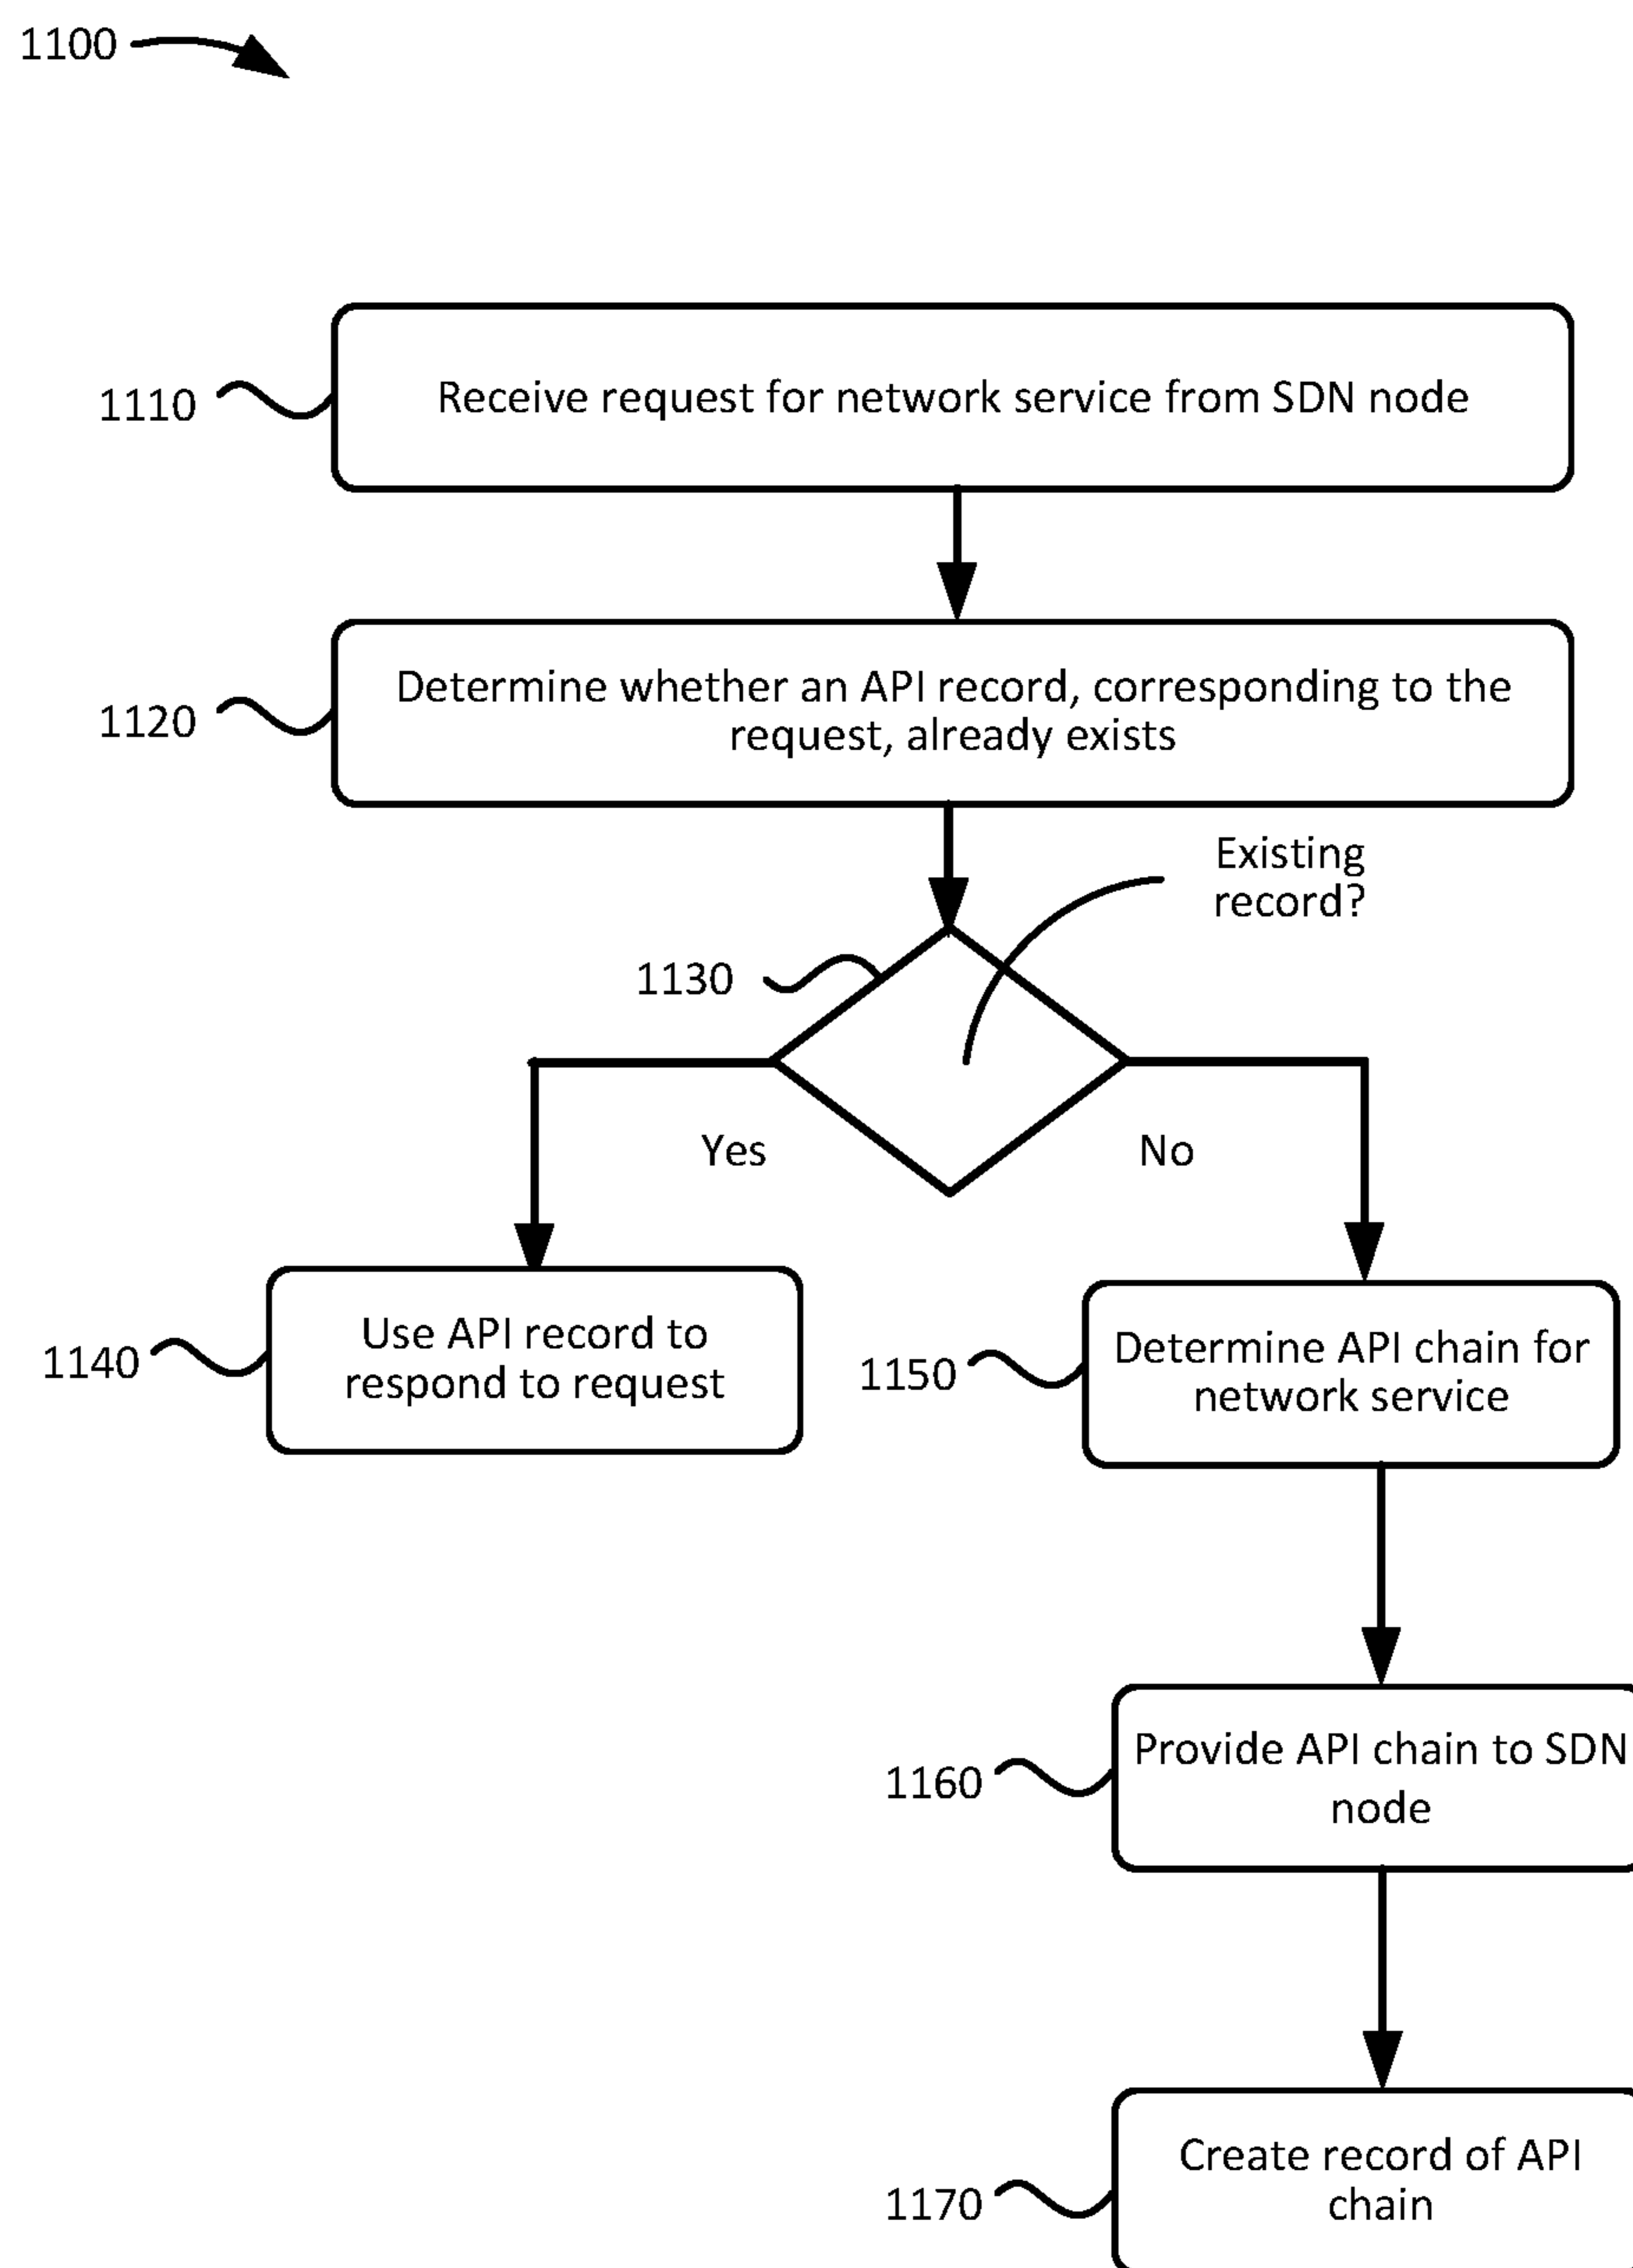 1100
1110
Receive request for network service from SDN node
1120
Determine whether an API record, corresponding to the
request, already exists
Existing
record?
1130
Yes
No
1140
Use API record to
respond to request
1150
Determine API chain for
network service
1160
Provide API chain to SDN
node
1170
Create record of API
chain